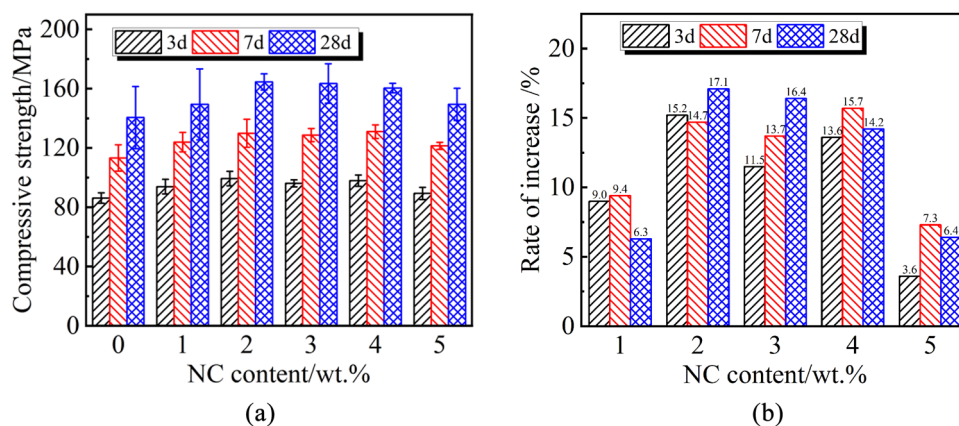 3d 7d 28d
Compressive strength/MPa
200
160
120
80
40
0
0 1 2 3 4 5
NC content/wt.%
(a)
3d 7d 28d
Rate of increase /%
20
15
10
5
0
9.0 9.4 6.3
15.2 14.7 17.1
11.5 13.7 16.4
13.6 15.7 14.2
3.6 7.3 6.4
1 2 3 4 5
NC content/wt.%
(b)